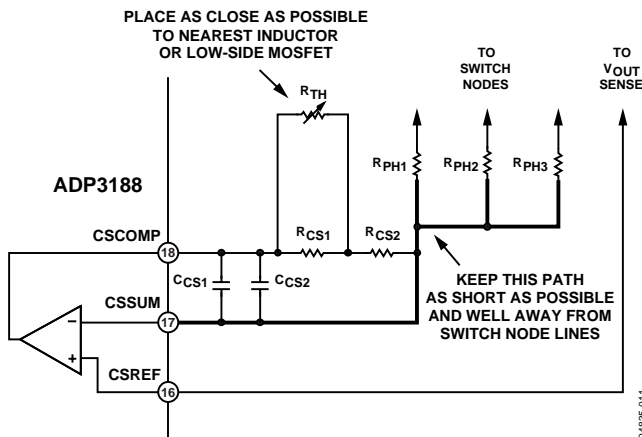 PLACE AS CLOSE AS POSSIBLE
TO NEAREST INDUCTOR
OR LOW-SIDE MOSFET
TO
SWITCH
NODES
TO
VOUT
SENSE
RTH
RPH1
RPH2
RPH3
ADP3188
CSCOMP
18
RCS1
RCS2
CCS1
CCS2
KEEP THIS PATH
AS SHORT AS POSSIBLE
AND WELL AWAY FROM
SWITCH NODE LINES
CSSUM
17
–
+
CSREF
16